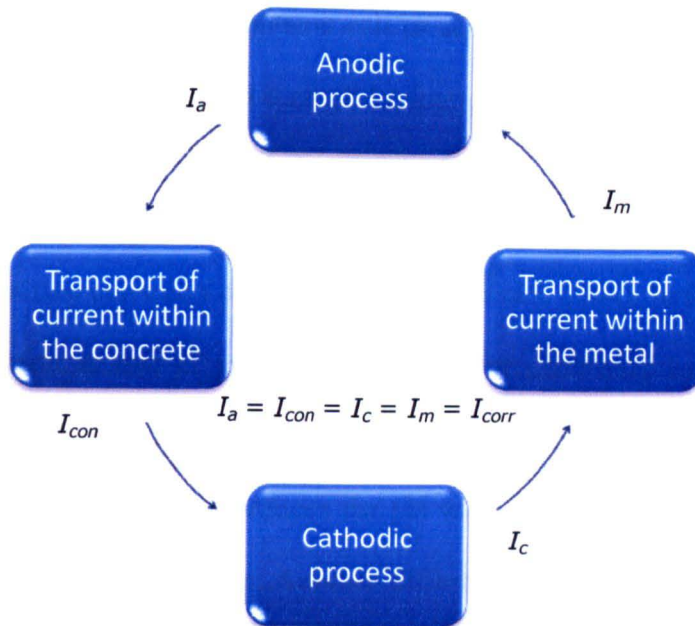 Anodic
process
I_a
I_m
Transport of
current within
the concrete
Transport of
current within
the metal
I_a = I_con = I_c = I_m = I_corr
I_con
Cathodic
process
I_c